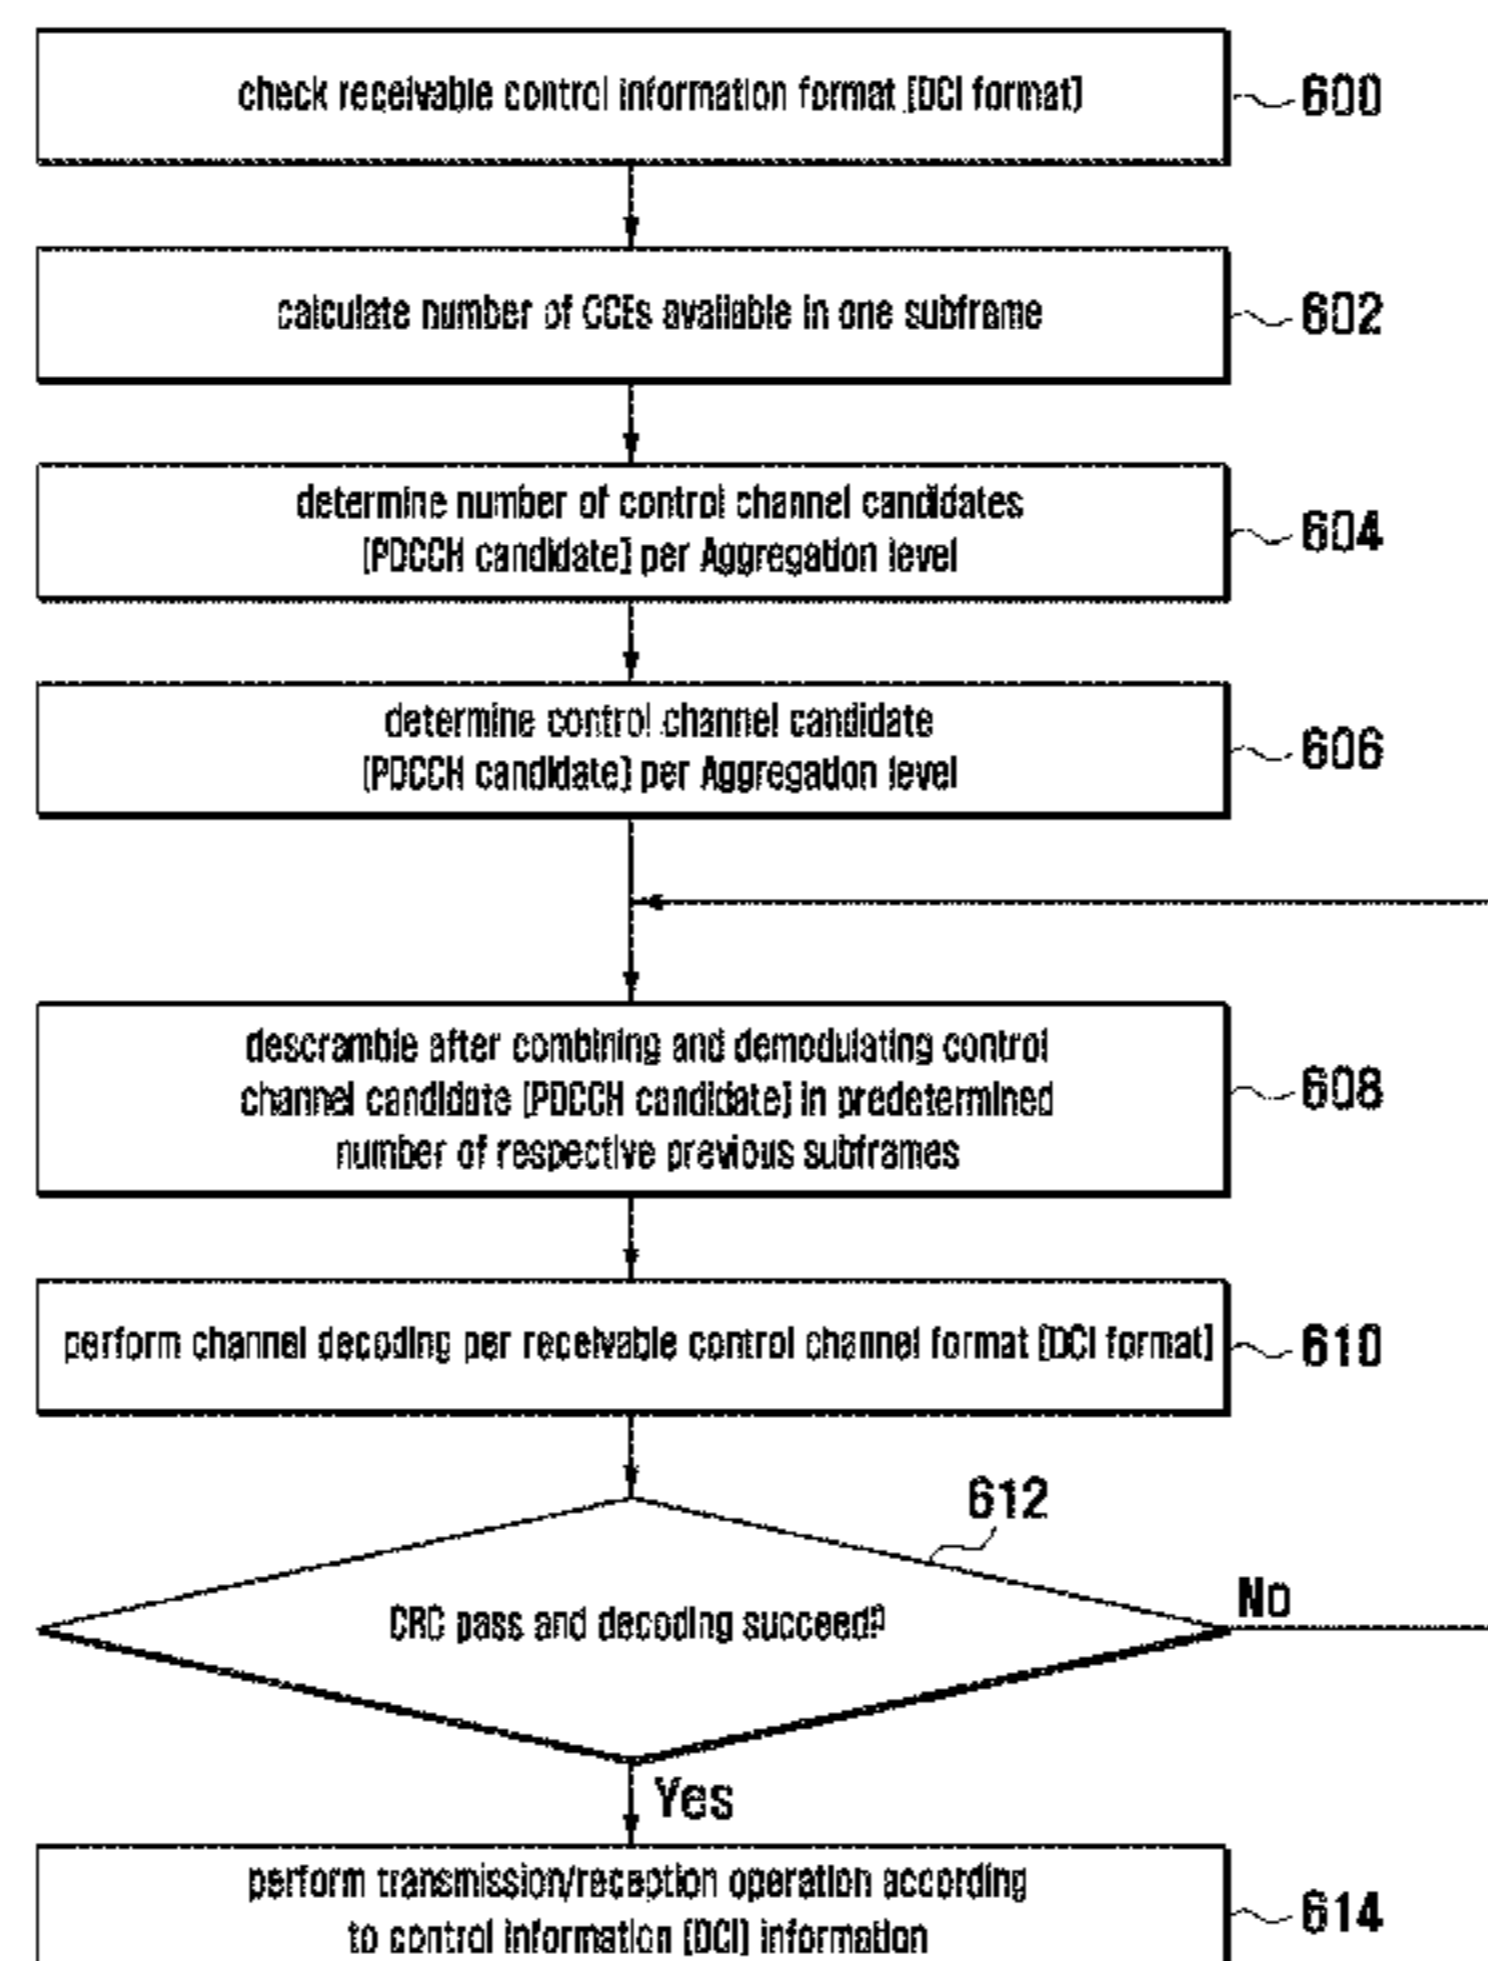 check receivable control information format [DCI format]
600
calculate number of CCEs available in one subframe
602
determine number of control channel candidates
[PDCCH candidate] per Aggregation level
604
determine control channel candidate
[PDCCH candidate] per Aggregation level
606
descramble after combining and demodulating control
channel candidate [PDCCH candidate] in predetermined
number of respective previous subframes
608
perform channel decoding per receivable control channel format [DCI format]
610
612
CRC pass and decoding succeed?
No
Yes
perform transmission/reception operation according
to control information [DCI] information
614